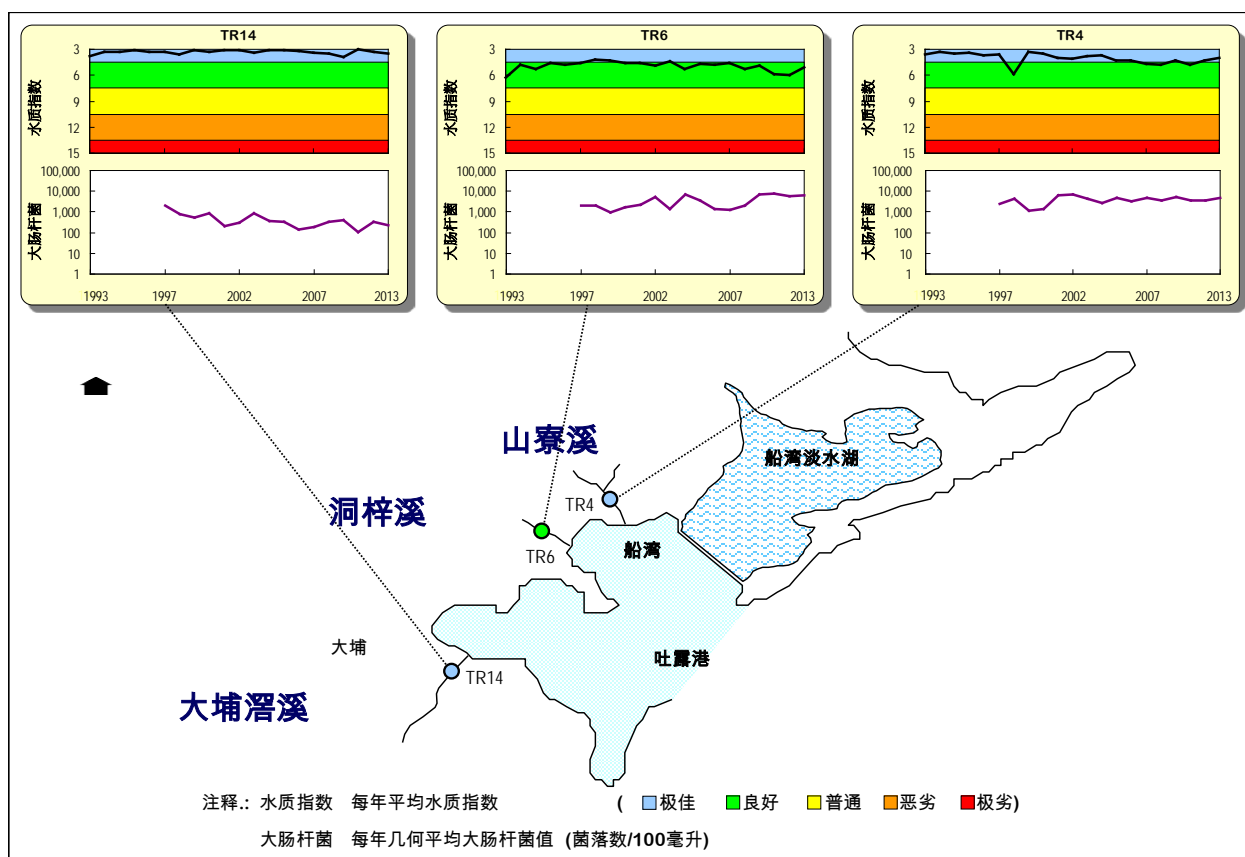 TR14
水质指数
3
6
9
12
15
大肠杆菌
100,000
10,000
1,000
100
10
1
1993 1997 2002 2007 2013
TR6
水质指数
3
6
9
12
15
大肠杆菌
100,000
10,000
1,000
100
10
1
1993 1997 2002 2007 2013
TR4
水质指数
3
6
9
12
15
大肠杆菌
100,000
10,000
1,000
100
10
1
1993 1997 2002 2007 2013
山寮溪
船湾淡水湖
洞梓溪
TR4
TR6
船湾
大埔
吐露港
TR14
大埔滘溪
注释.: 水质指数 每年平均水质指数 ( 极佳 良好 普通 恶劣 极劣)
大肠杆菌 每年几何平均大肠杆菌值 (菌落数/100毫升)